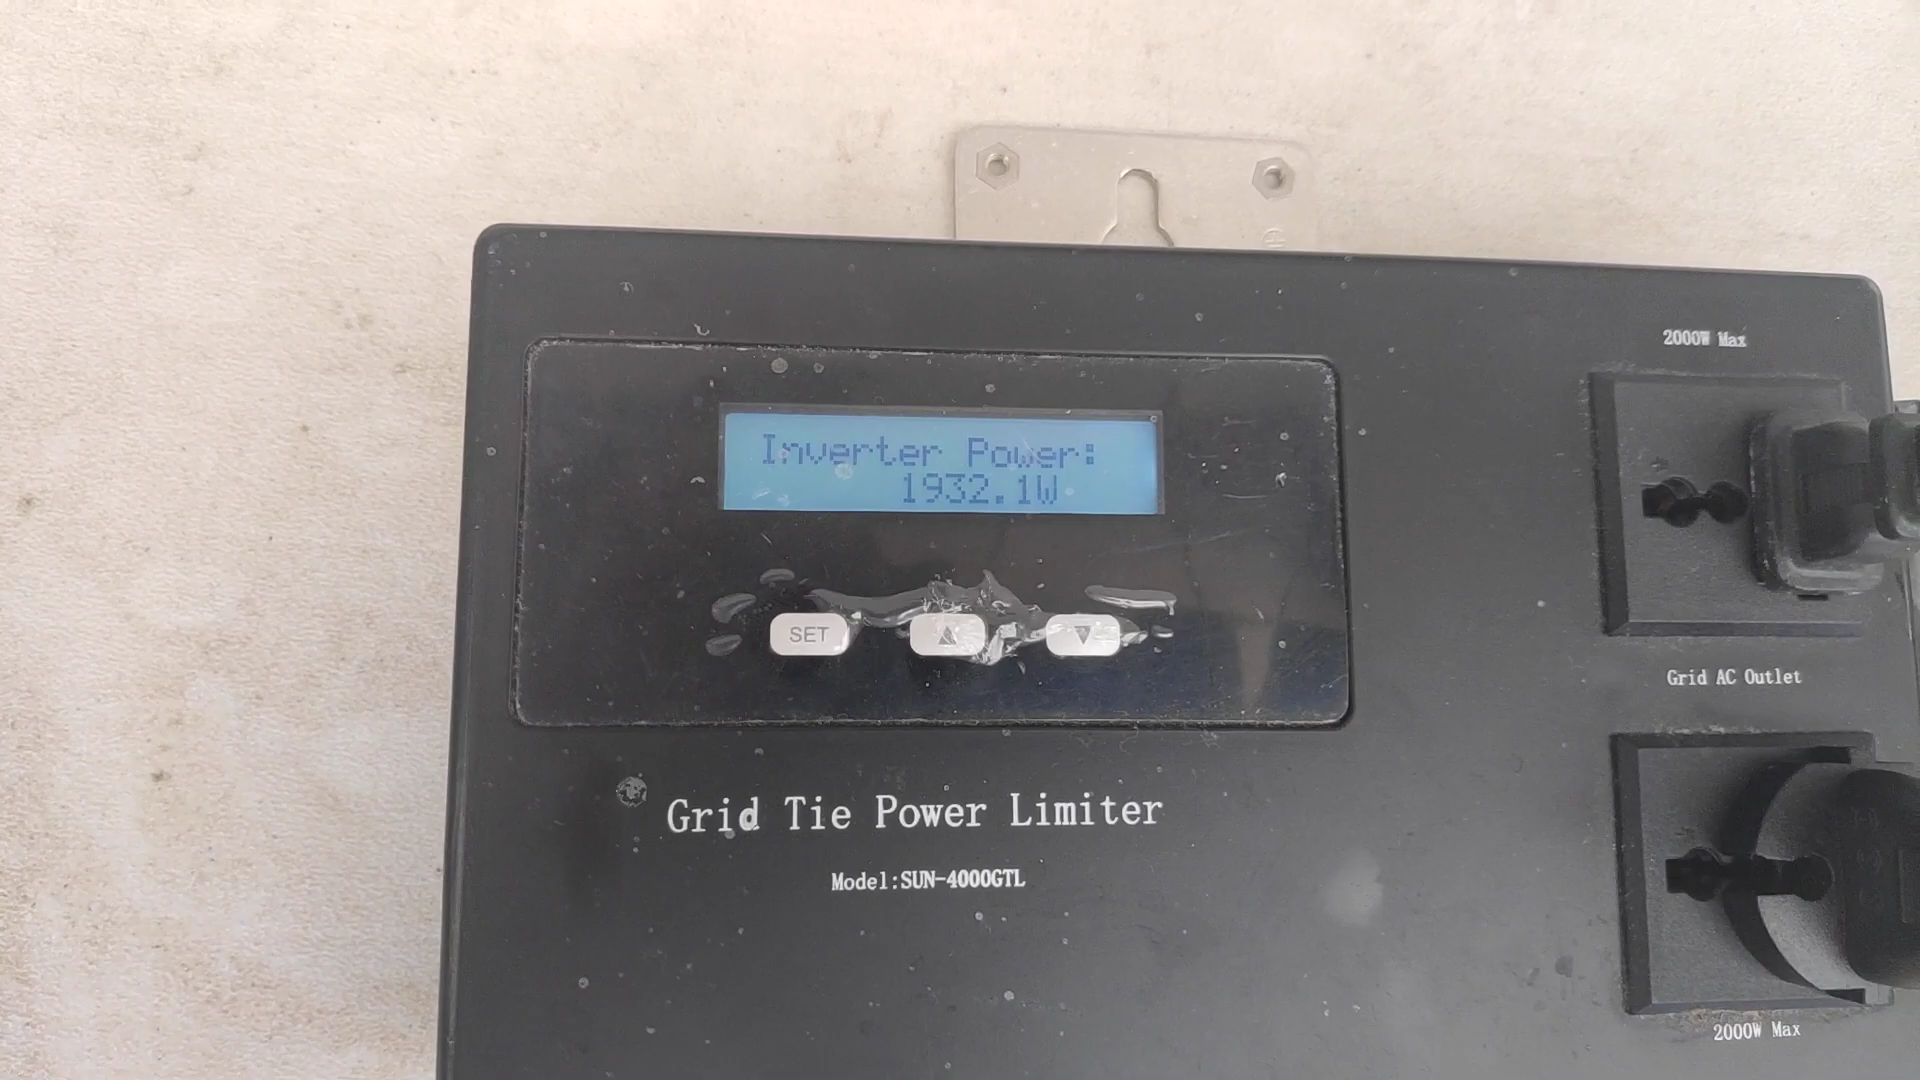 2000W Max
Inverter Power:
1932.1W
SET
Grid AC Outlet
Grid Tie Power Limiter
Model:SUN-4000GTL
2000W Max